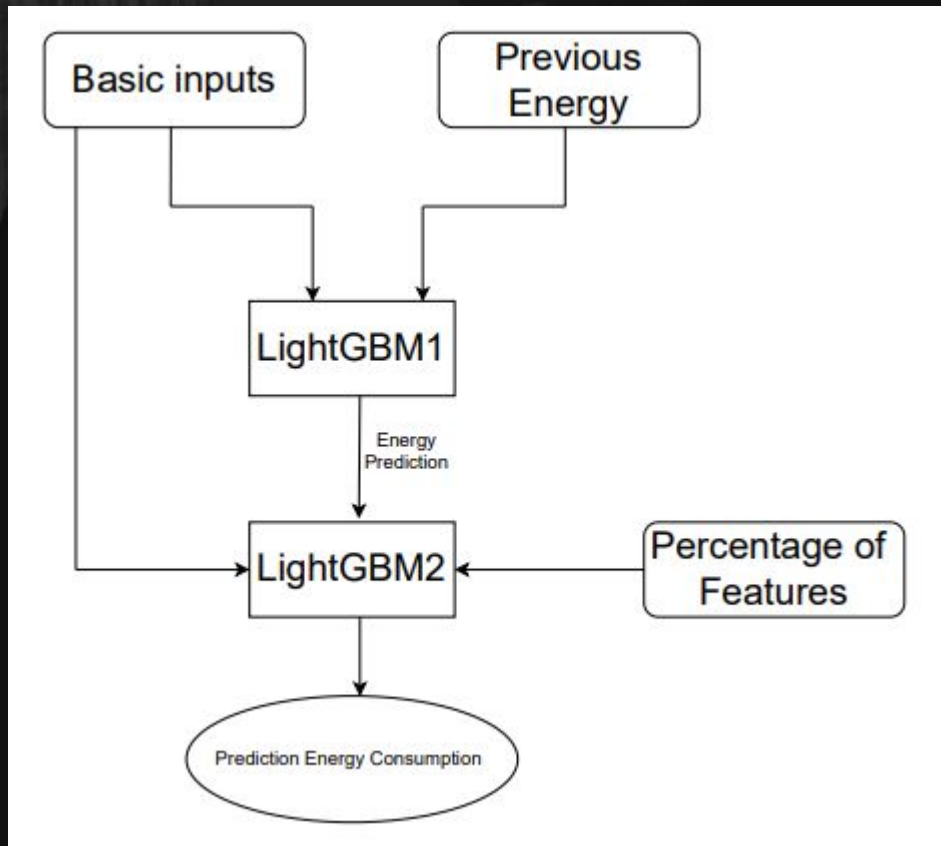 Basic inputs
Previous
Energy
LightGBM1
Energy
Prediction
LightGBM2
Percentage of
Features
Prediction Energy Consumption